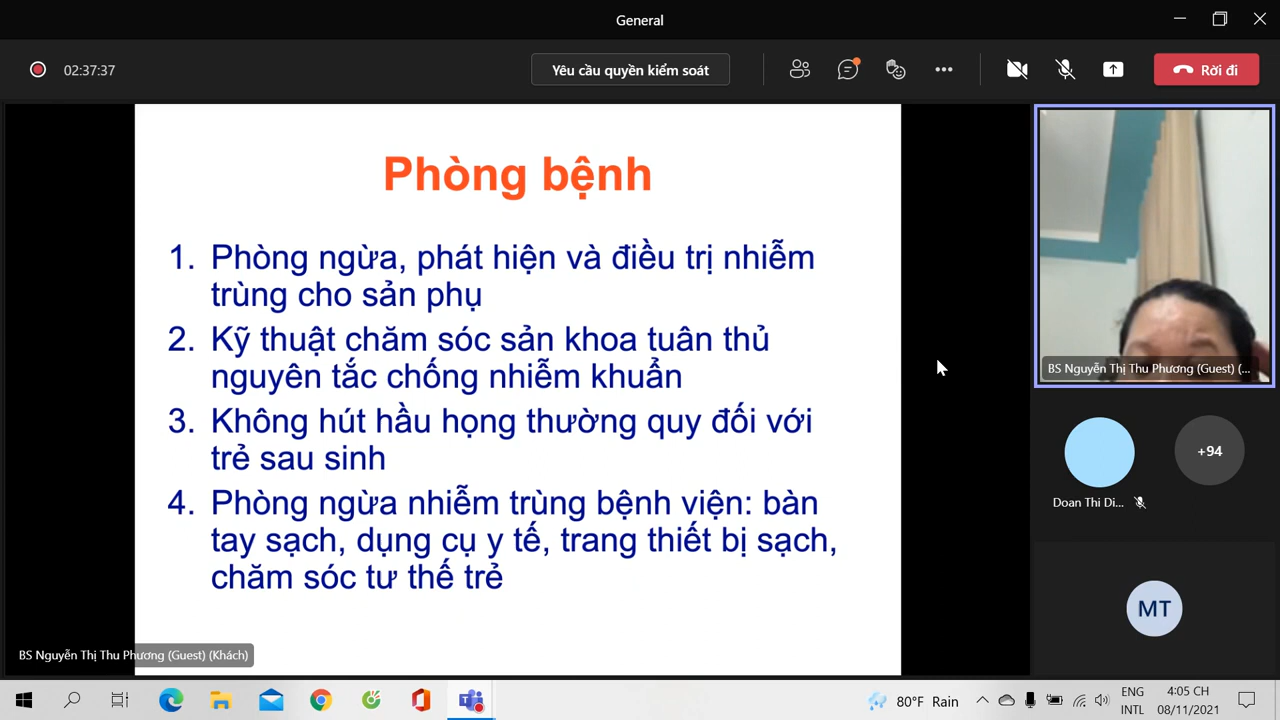 General
02:37:37
Yêu cầu quyền kiểm soát
Rời đi
Phòng bệnh
1. Phòng ngừa, phát hiện và điều trị nhiễm
trùng cho sản phụ
2. Kỹ thuật chăm sóc sản khoa tuân thủ
nguyên tắc chống nhiễm khuẩn
3. Không hút hầu họng thường quy đối với
trẻ sau sinh
4. Phòng ngừa nhiễm trùng bệnh viện: bàn
tay sạch, dụng cụ y tế, trang thiết bị sạch,
chăm sóc tư thế trẻ
BS Nguyễn Thị Thu Phương (Guest) (Khách)
BS Nguyễn Thị Thu Phương (Guest) (...
Doan Thi Di...
+94
MT
80°F Rain
ENG
INTL
4:05 CH
08/11/2021